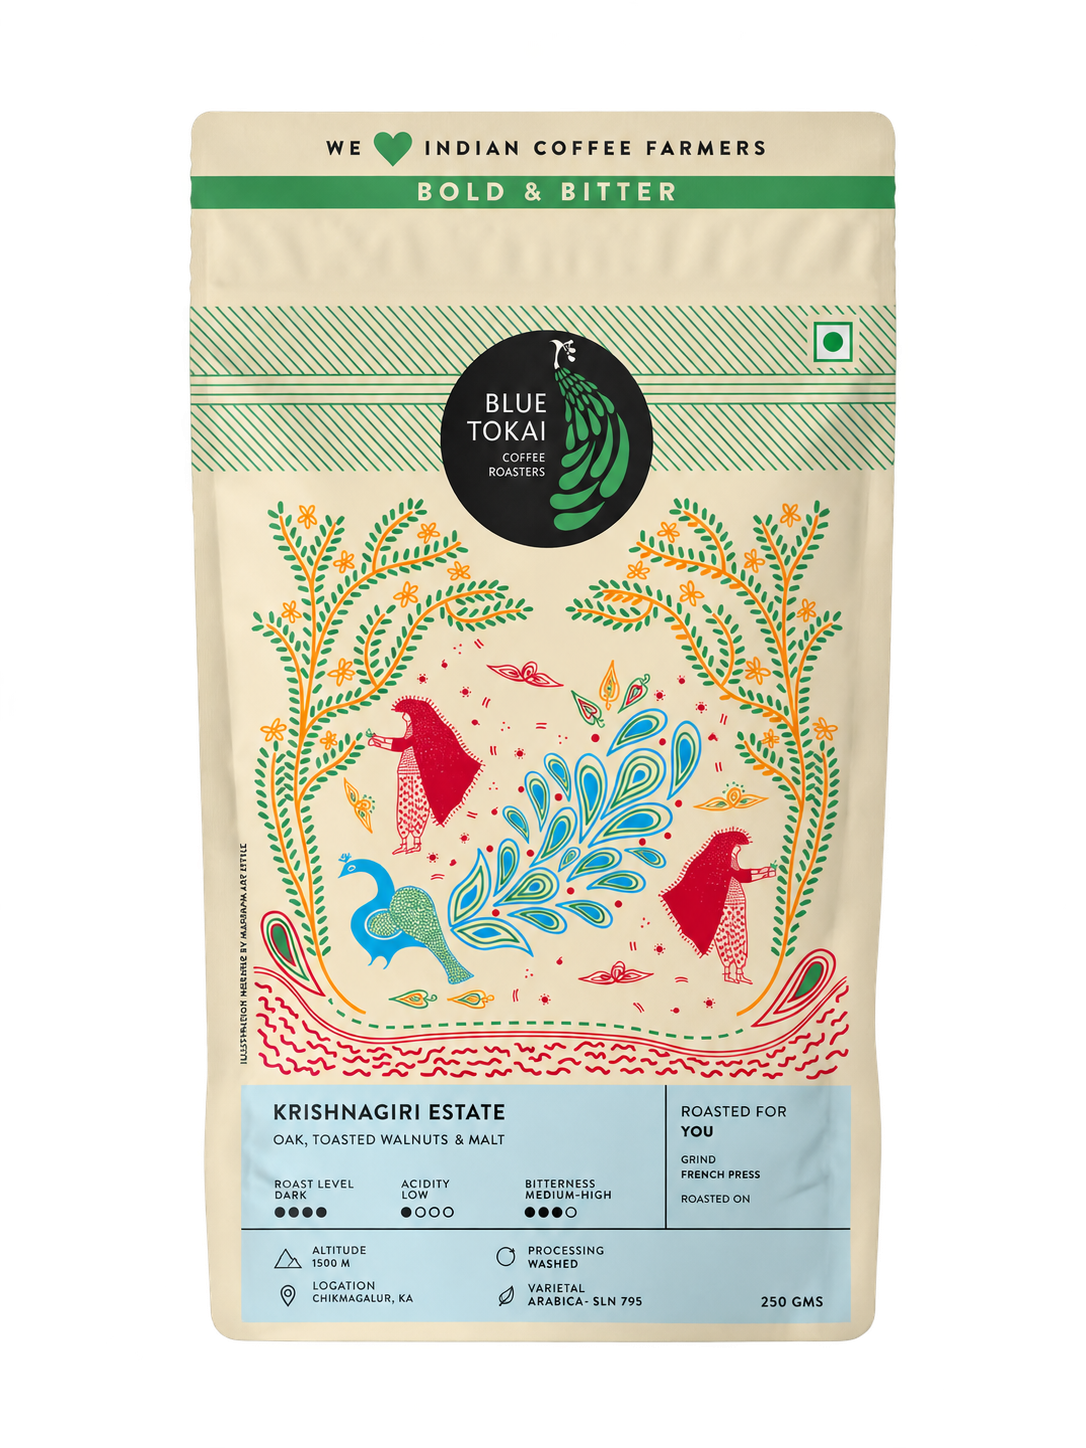 WE INDIAN COFFEE FARMERS
BOLD & BITTER
BLUE
TOKAI
COFFEE
ROASTERS
KRISHNAGIRI ESTATE
OAK, TOASTED WALNUTS & MALT
ROAST LEVEL
DARK
ACIDITY
LOW
BITTERNESS
MEDIUM-HIGH
ROASTED FOR
YOU
GRIND
FRENCH PRESS
ROASTED ON
ALTITUDE
1500 M
PROCESSING
WASHED
LOCATION
CHIKMAGALUR, KA
VARIETAL
ARABICA- SLN 795
250 GMS